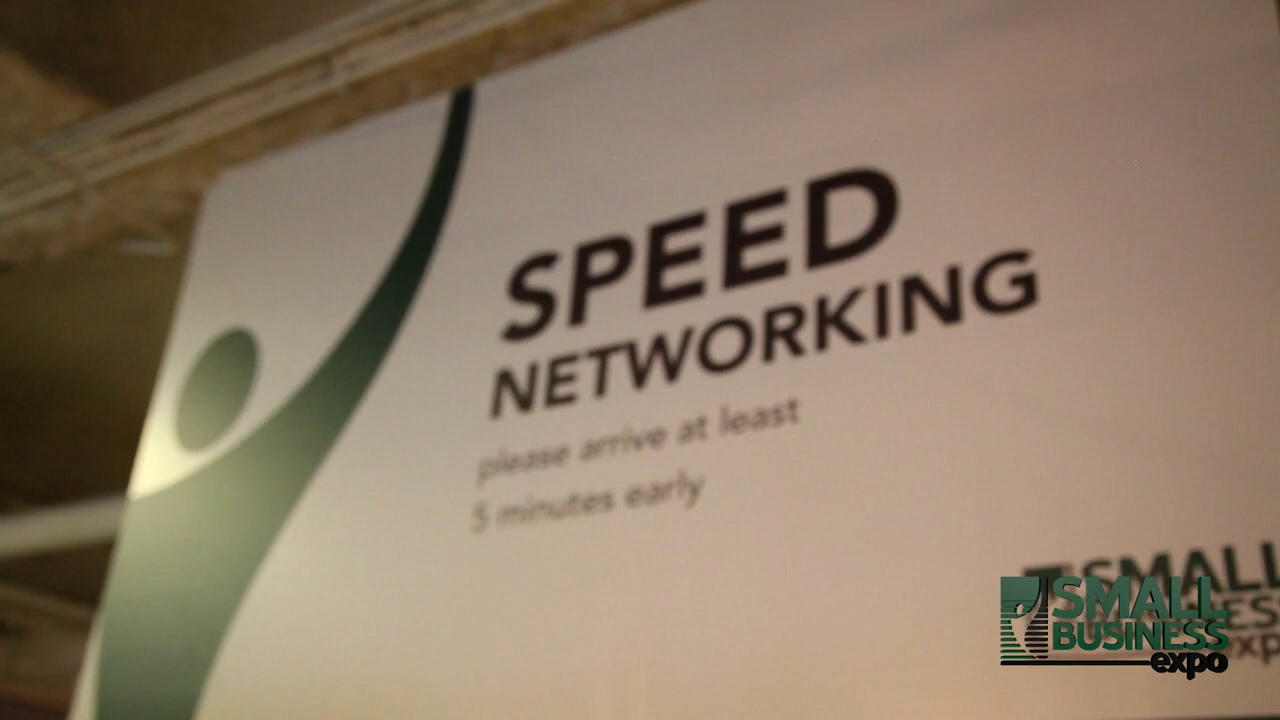 SPEED
NETWORKING
please arrive at least
5 minutes early
SMALL
BUSINESS
expo